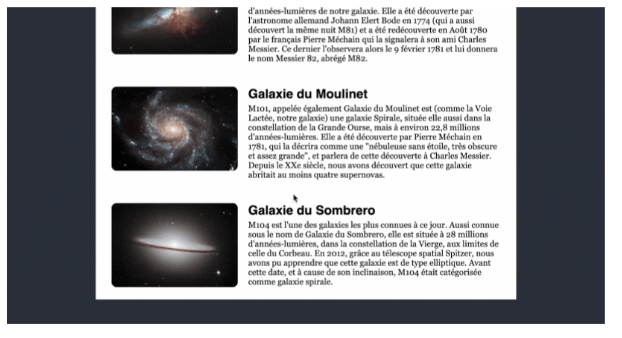 d'années-lumières de notre galaxie. Elle a été découverte par
l'astronome allemand Johann Elert Bode en 1774 (qui a aussi
découvert la même nuit M81) et a été redécouverte en Août 1780
par le français Pierre Méchain qui la signalera à son ami Charles
Messier. Ce dernier l'observera alors le 9 février 1781 et lui donnera
le nom Messier 82, abrégé M82.
Galaxie du Moulinet
M101, appelée également Galaxie du Moulinet est (comme la Voie
Lactée, notre galaxie) une galaxie Spirale, située elle aussi dans la
constellation de la Grande Ourse, mais à environ 22,8 millions
d'années-lumières. Elle a été découverte par Pierre Méchain en
1781, qui la décrira comme une "nébuleuse sans étoile, très obscure
et assez grande", et parlera de cette découverte à Charles Messier.
Depuis le XXe siècle, nous avons découvert que cette galaxie
abritait au moins quatre supernovas.
Galaxie du Sombrero
M104 est l'une des galaxies les plus connues à ce jour. Aussi connue
sous le nom de Galaxie du Sombrero, elle est située à 28 millions
d'années-lumières, dans la constellation de la Vierge, aux limites de
celle du Corbeau. En 2012, grâce au télescope spatial Spitzer, nous
avons pu apprendre que cette galaxie est de type elliptique. Avant
cette date, et à cause de son inclinaison, M104 était catégorisée
comme galaxie spirale.